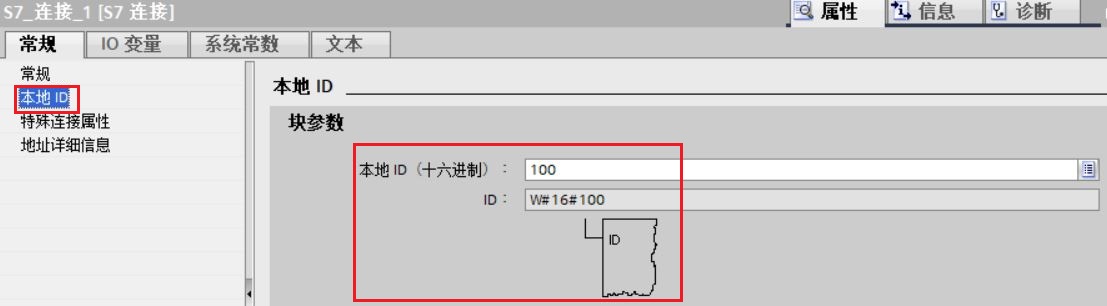 S7_连接_1 [S7 连接]
属性
信息
诊断
常规
IO 变量
系统常数
文本
常规
本地 ID
特殊连接属性
地址详细信息
本地 ID
块参数
本地 ID（十六进制）： 100
ID： W#16#100
ID